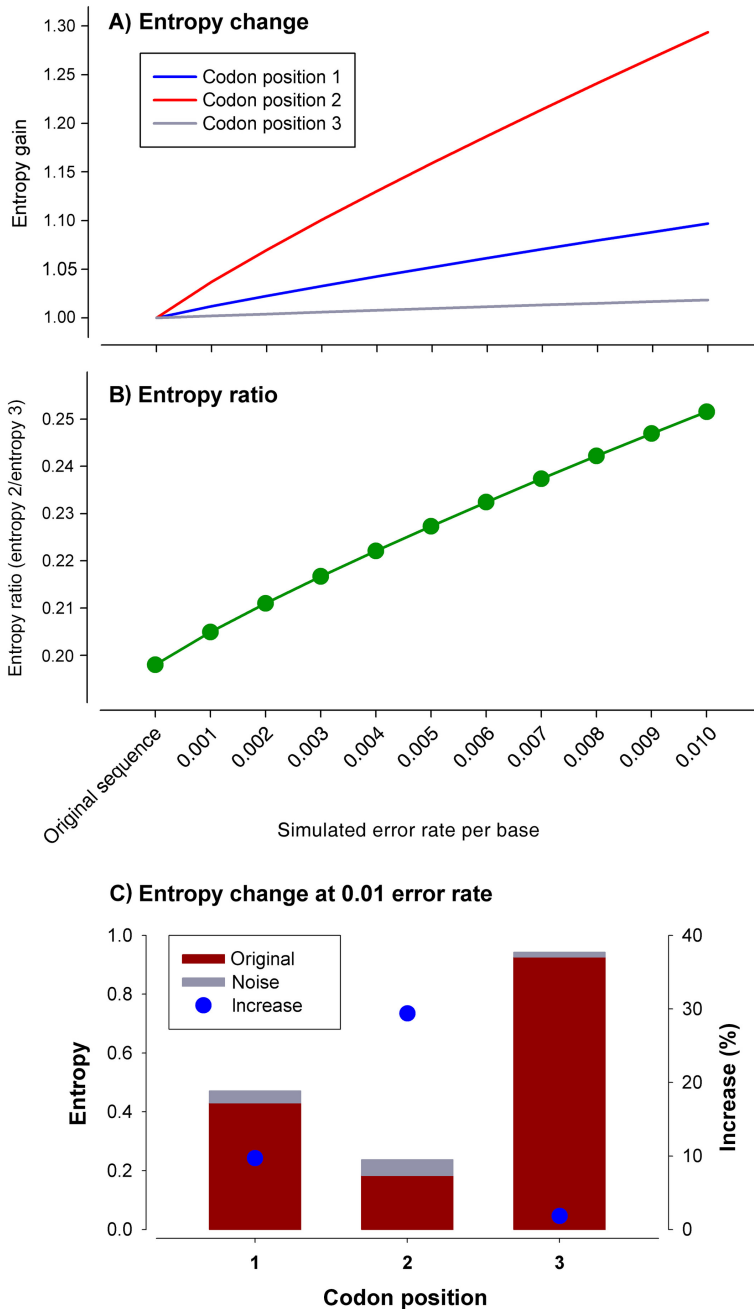 A) Entropy change
1.30
1.25
1.20
1.15
1.10
1.05
1.00
Entropy gain
Codon position 1
Codon position 2
Codon position 3
B) Entropy ratio
0.25
0.24
0.23
0.22
0.21
0.20
Entropy ratio (entropy 2/entropy 3)
Original sequence
0.001
0.002
0.003
0.004
0.005
0.006
0.007
0.008
0.009
0.010
Simulated error rate per base
C) Entropy change at 0.01 error rate
1.0
0.8
0.6
0.4
0.2
0.0
Entropy
Original
Noise
Increase
40
30
20
10
0
Increase (%)
1
2
3
Codon position